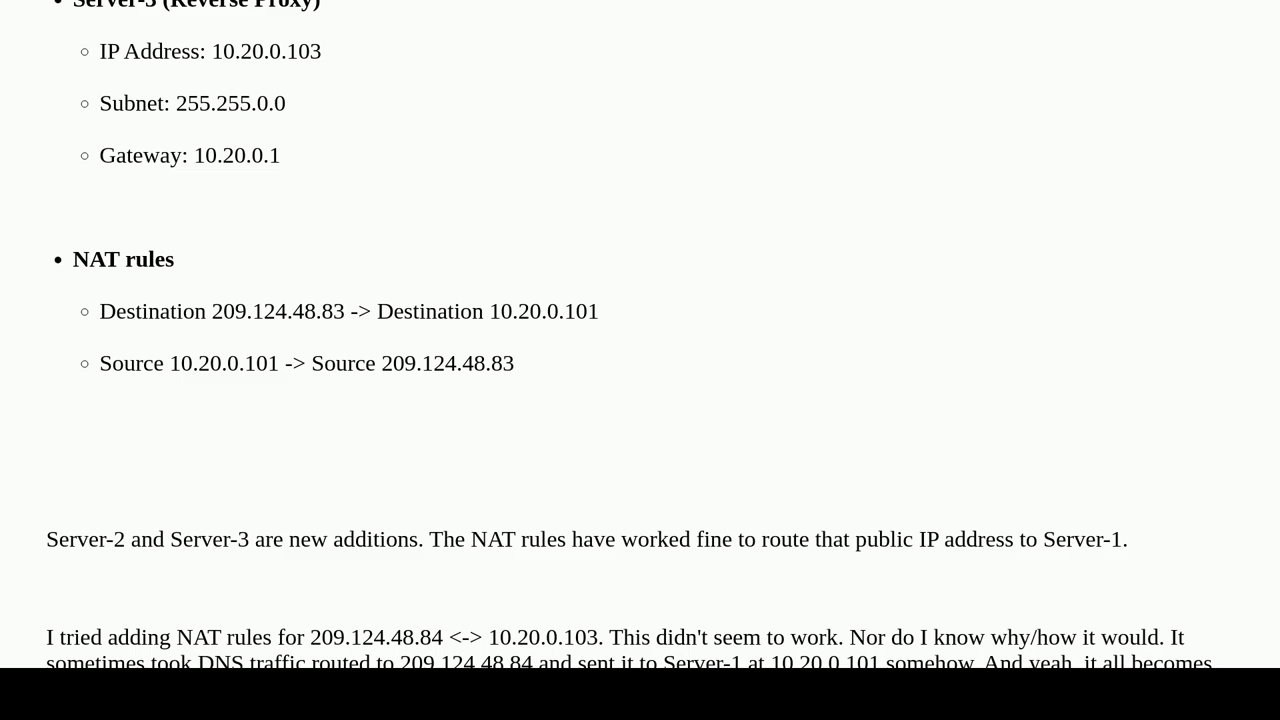 Server-3 (Reverse Proxy)
IP Address: 10.20.0.103
Subnet: 255.255.0.0
Gateway: 10.20.0.1
NAT rules
Destination 209.124.48.83 -> Destination 10.20.0.101
Source 10.20.0.101 -> Source 209.124.48.83
Server-2 and Server-3 are new additions. The NAT rules have worked fine to route that public IP address to Server-1.
I tried adding NAT rules for 209.124.48.84 <-> 10.20.0.103. This didn't seem to work. Nor do I know why/how it would. It
sometimes took DNS traffic routed to 209.124.48.84 and sent it to Server-1 at 10.20.0.101 somehow. And yeah, it all becomes